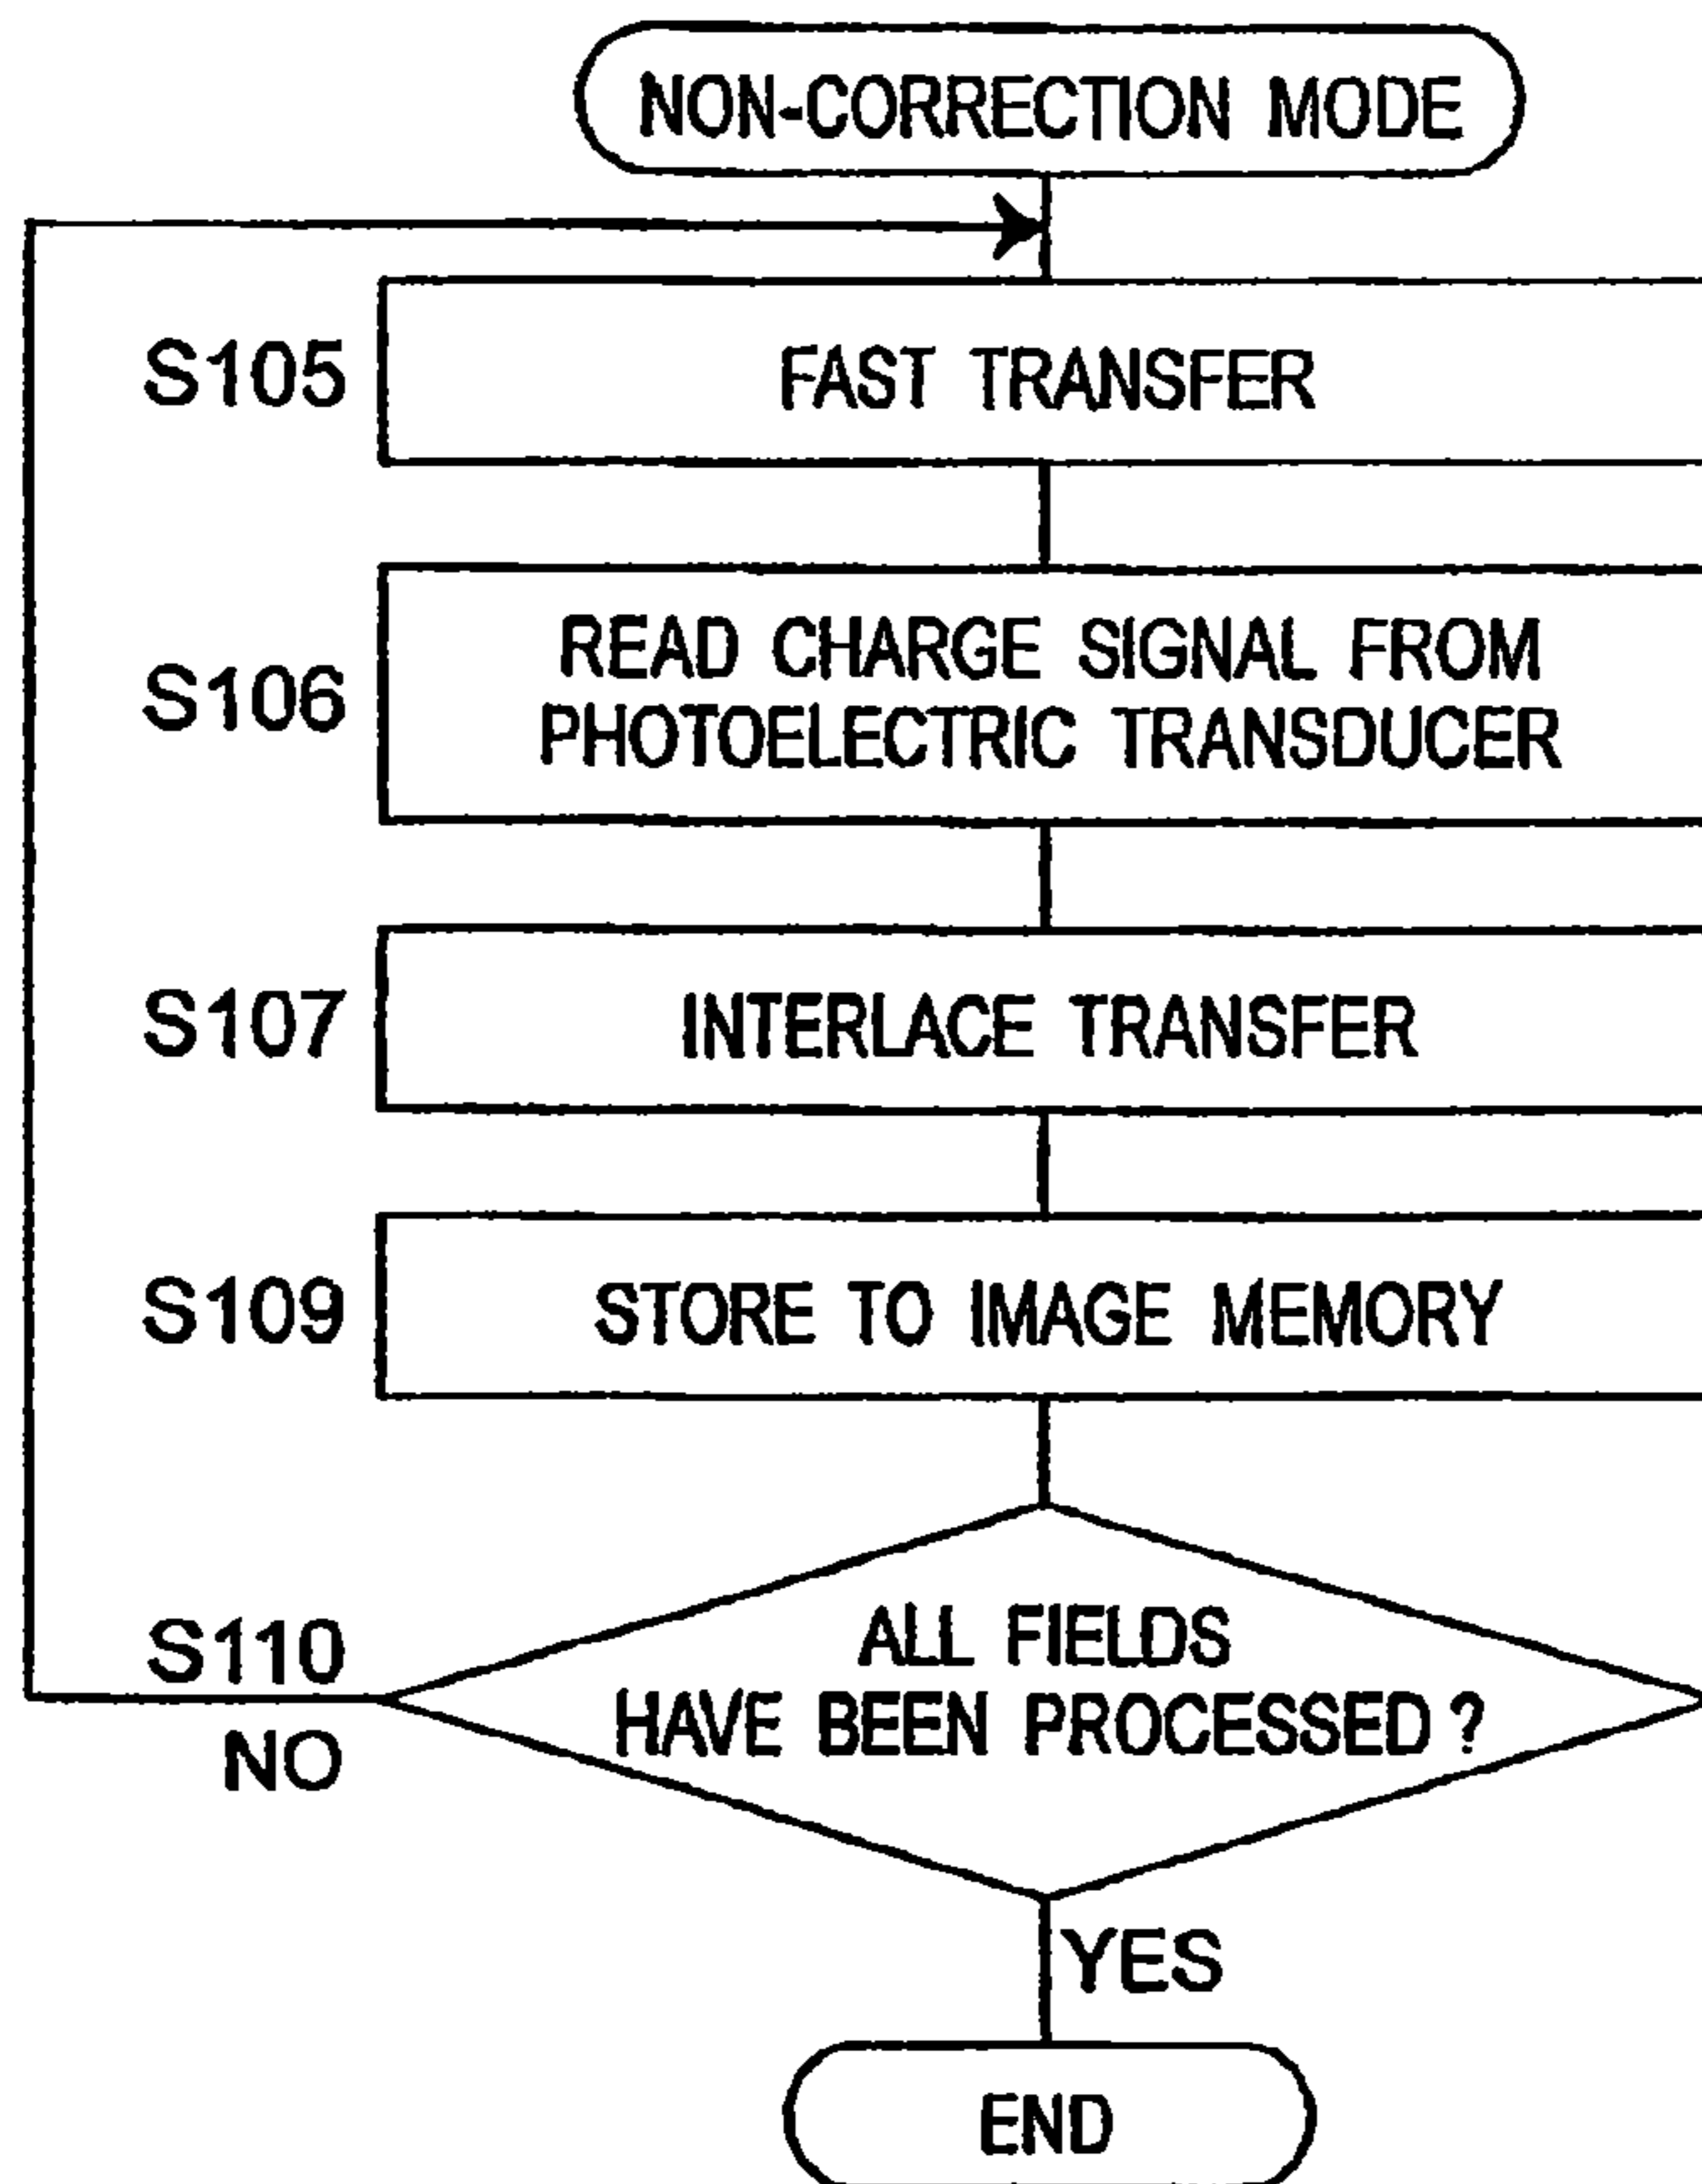 NON-CORRECTION MODE
S105
FAST TRANSFER
S106
READ CHARGE SIGNAL FROM
PHOTOELECTRIC TRANSDUCER
S107
INTERLACE TRANSFER
S109
STORE TO IMAGE MEMORY
S110
ALL FIELDS
HAVE BEEN PROCESSED ?
NO
YES
END